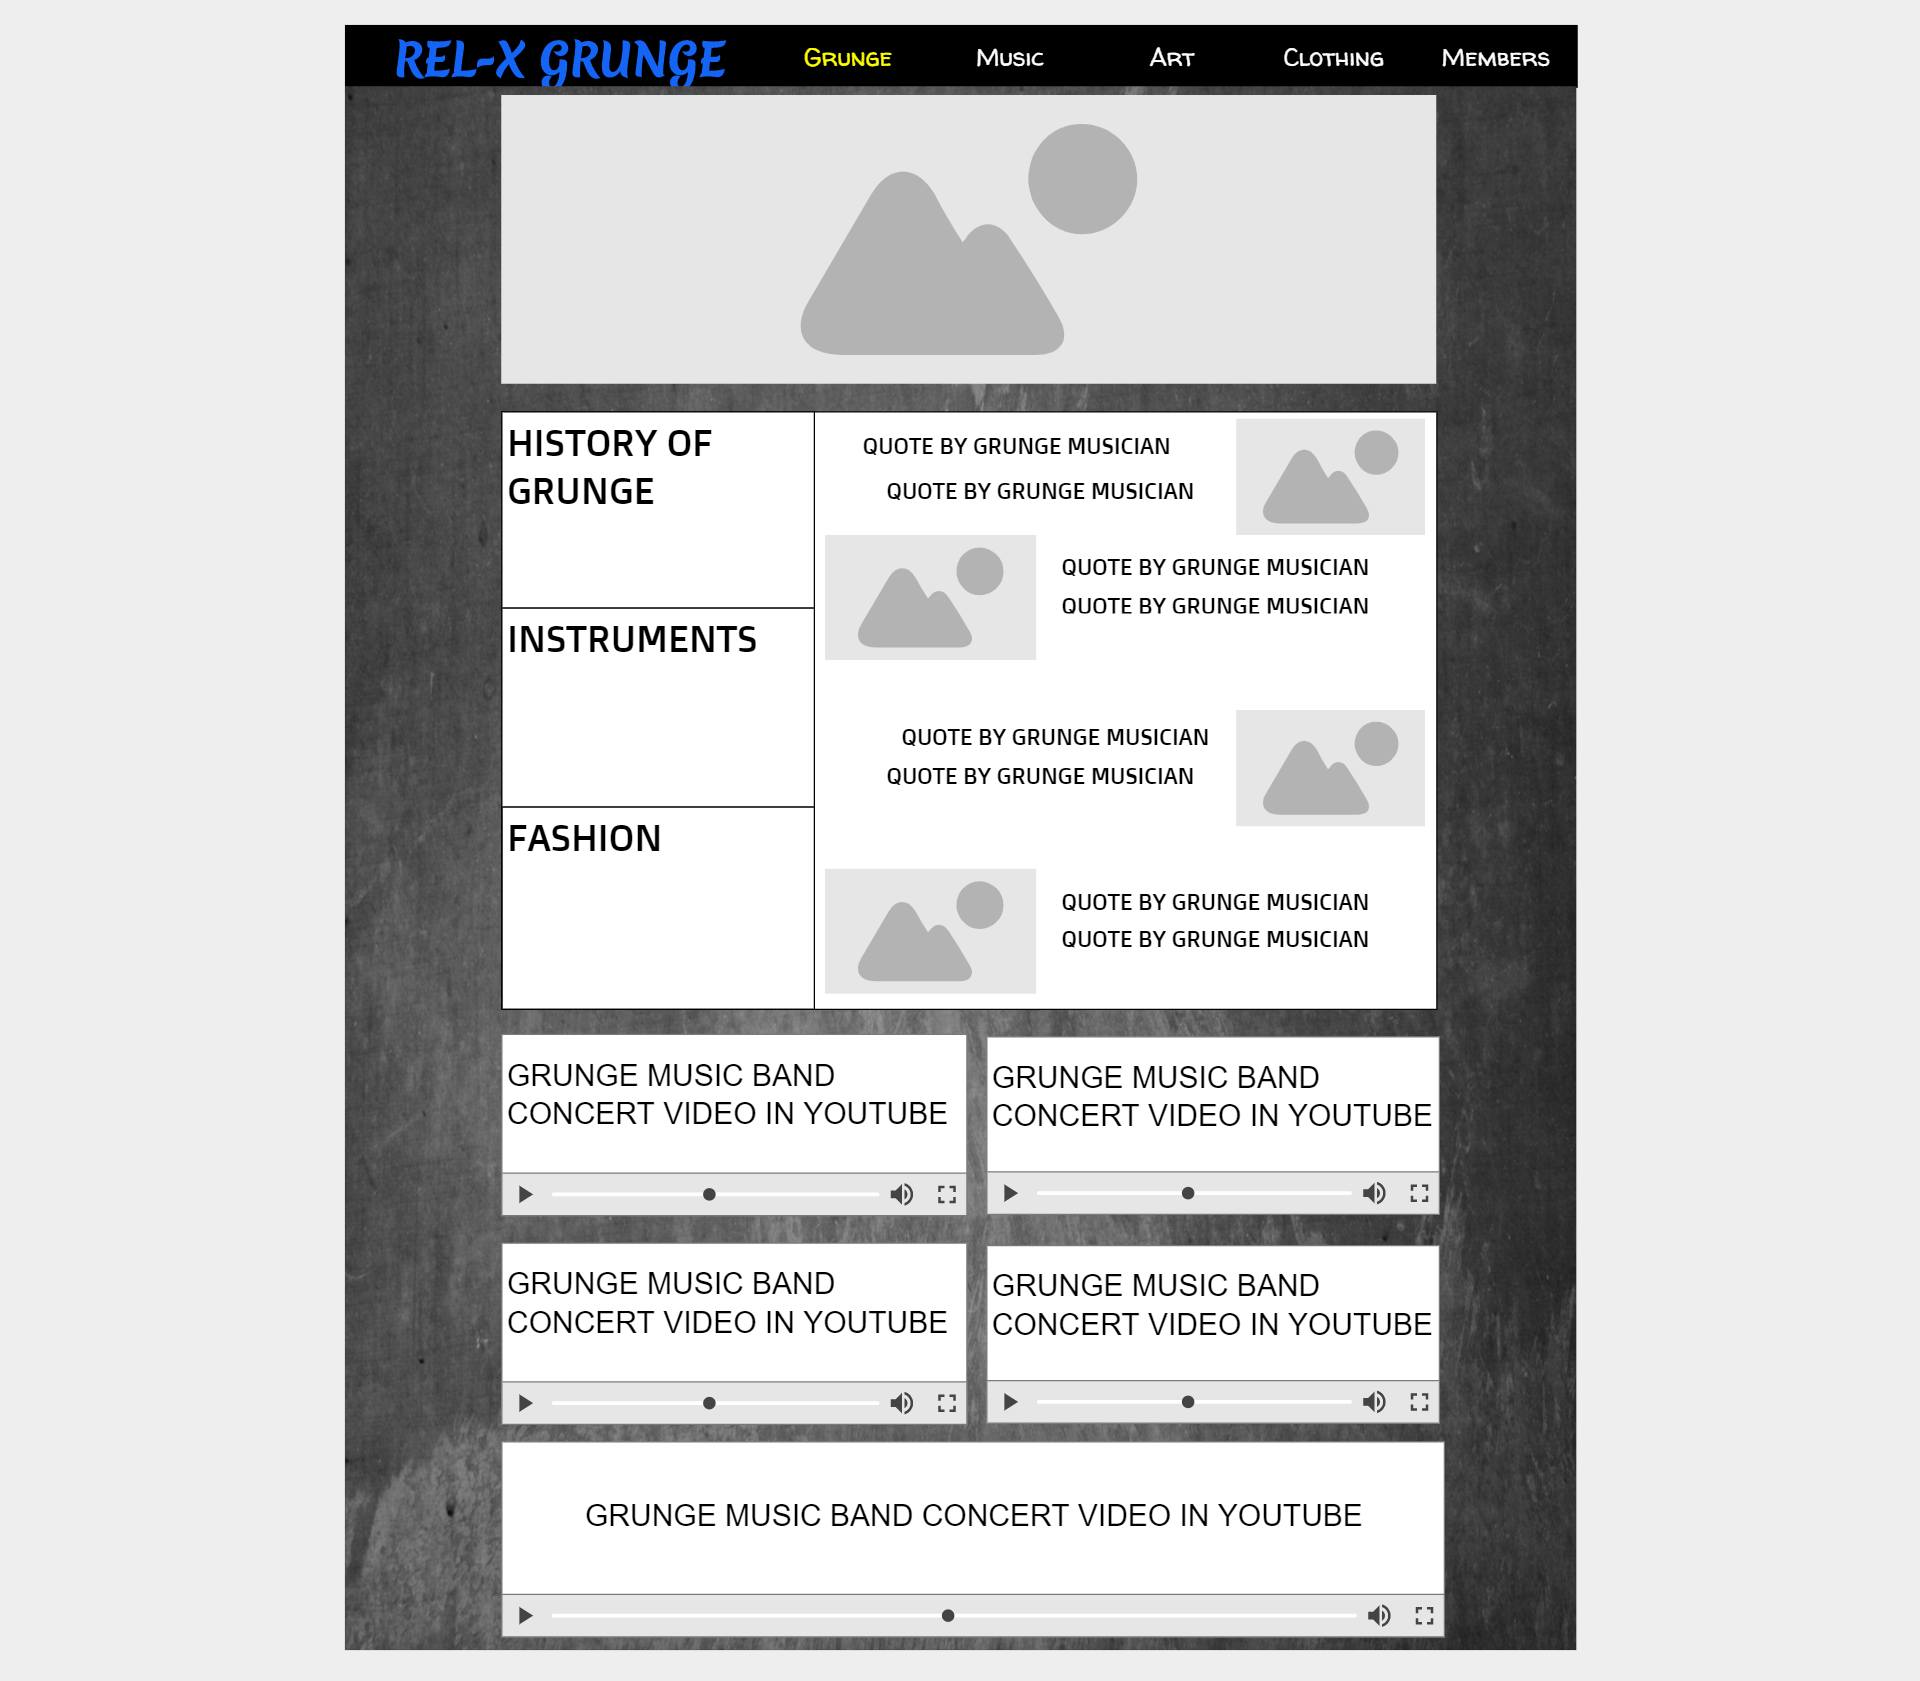 REL-X GRUNGE
Grunge Music Art Clothing Members
HISTORY OF
GRUNGE
INSTRUMENTS
FASHION
QUOTE BY GRUNGE MUSICIAN
QUOTE BY GRUNGE MUSICIAN
QUOTE BY GRUNGE MUSICIAN
QUOTE BY GRUNGE MUSICIAN
QUOTE BY GRUNGE MUSICIAN
QUOTE BY GRUNGE MUSICIAN
QUOTE BY GRUNGE MUSICIAN
QUOTE BY GRUNGE MUSICIAN
GRUNGE MUSIC BAND
CONCERT VIDEO IN YOUTUBE
GRUNGE MUSIC BAND
CONCERT VIDEO IN YOUTUBE
GRUNGE MUSIC BAND
CONCERT VIDEO IN YOUTUBE
GRUNGE MUSIC BAND
CONCERT VIDEO IN YOUTUBE
GRUNGE MUSIC BAND CONCERT VIDEO IN YOUTUBE